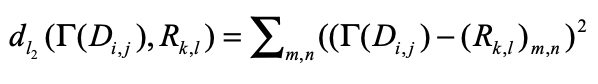 d_{l_2}(Γ(D_{i,j}), R_{k,l}) = ∑_{m,n}((Γ(D_{i,j}) − (R_{k,l})_{m,n})^2